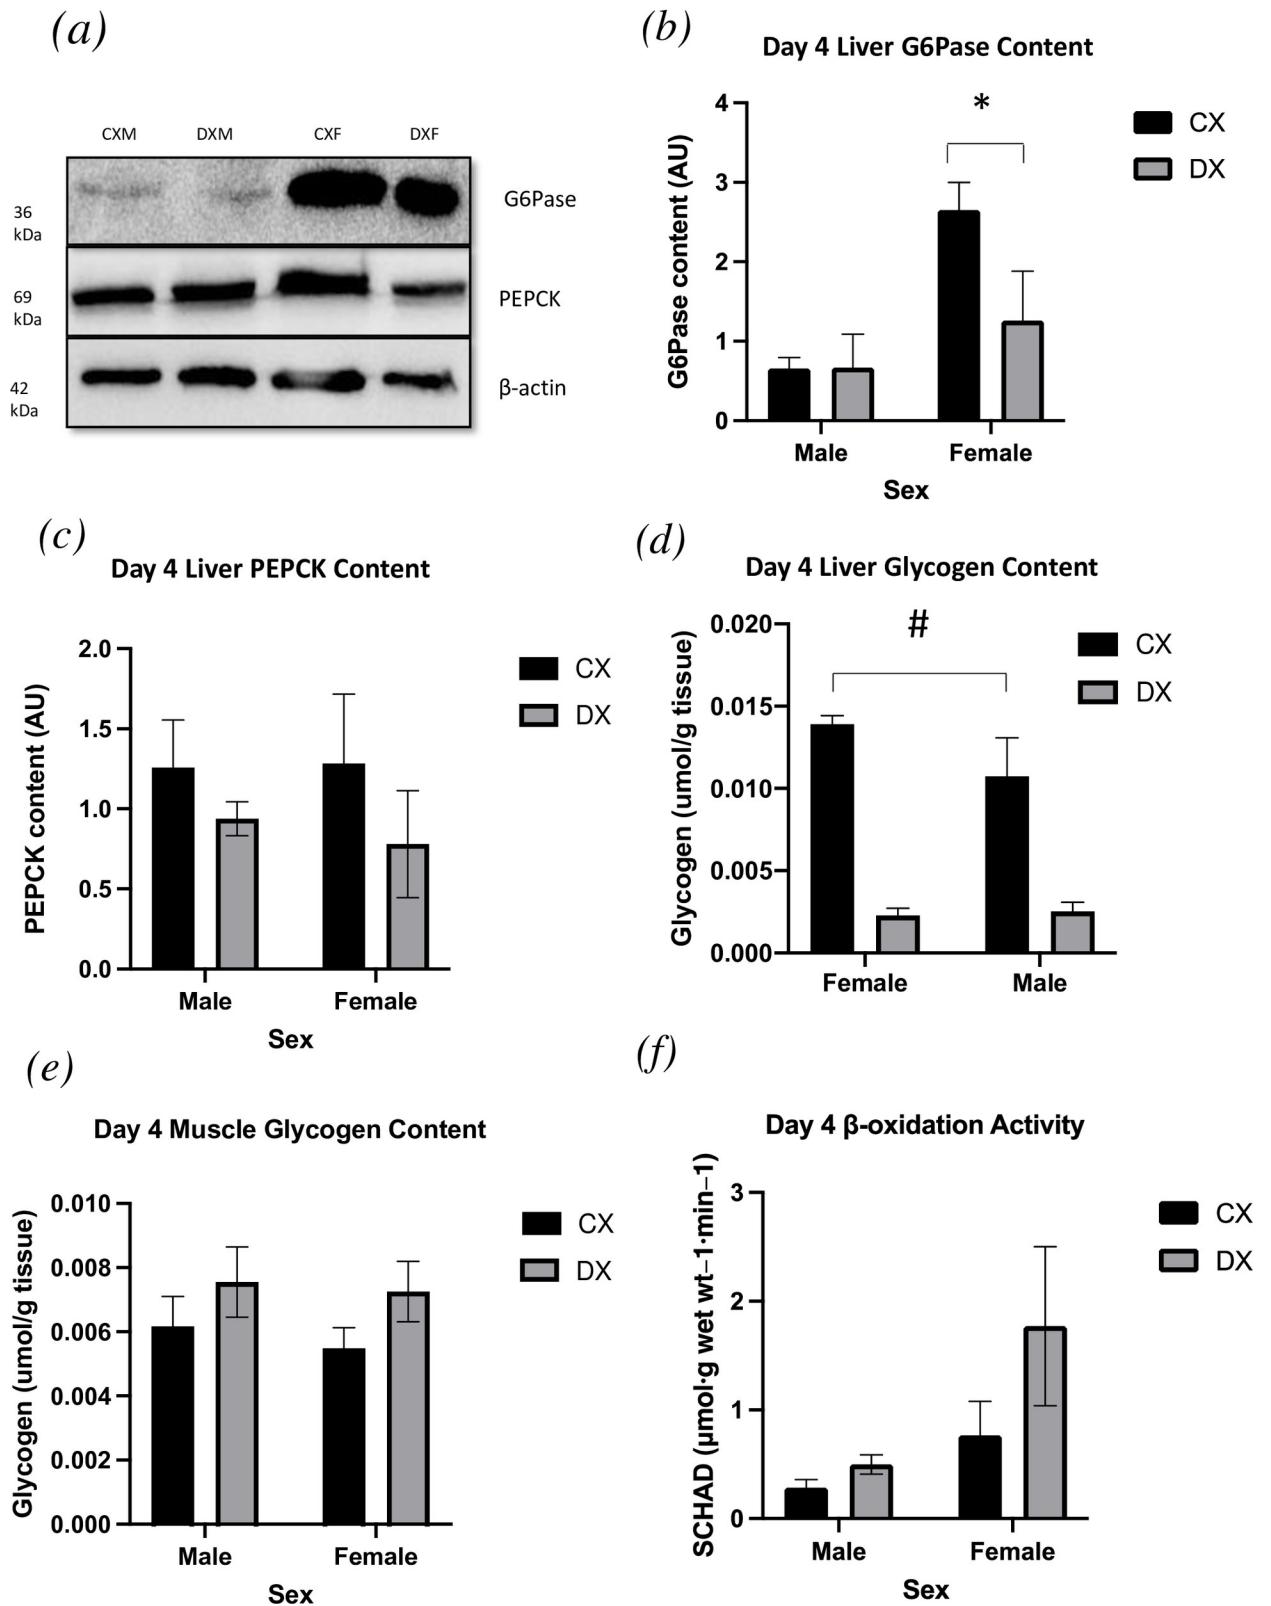 (a)
CXM DXM CXF DXF
36
kDa
G6Pase
69
kDa
PEPCK
42
kDa
β-actin
(b)
Day 4 Liver G6Pase Content
G6Pase content (AU)
4
3
2
1
0
*
CX
DX
Male Female
Sex
(c)
Day 4 Liver PEPCK Content
PEPCK content (AU)
2.0
1.5
1.0
0.5
0.0
CX
DX
Male Female
Sex
(d)
Day 4 Liver Glycogen Content
Glycogen (umol/g tissue)
0.020
0.015
0.010
0.005
0.000
#
CX
DX
Female Male
(e)
Day 4 Muscle Glycogen Content
Glycogen (umol/g tissue)
0.010
0.008
0.006
0.004
0.002
0.000
CX
DX
Male Female
Sex
(f)
Day 4 β-oxidation Activity
SCHAD (μmol·g wet wt−1·min−1)
3
2
1
0
CX
DX
Male Female
Sex